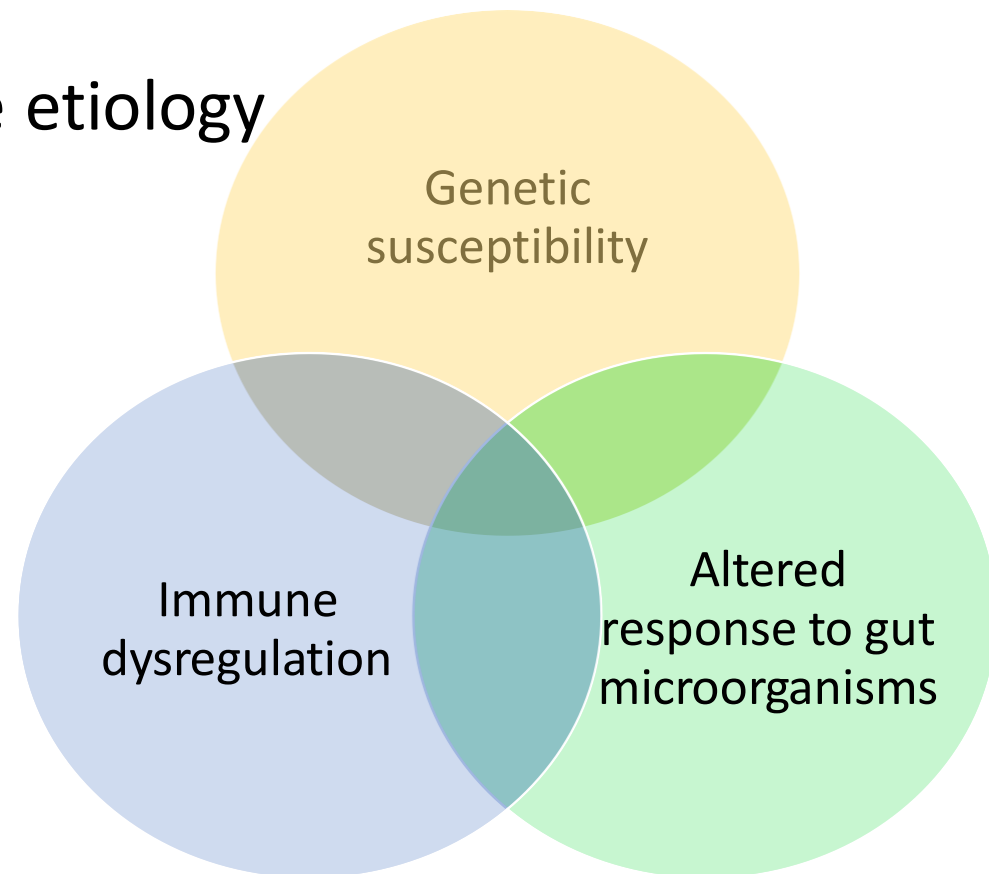 etiology
Genetic
susceptibility
Immune
dysregulation
Altered
response to gut
microorganisms